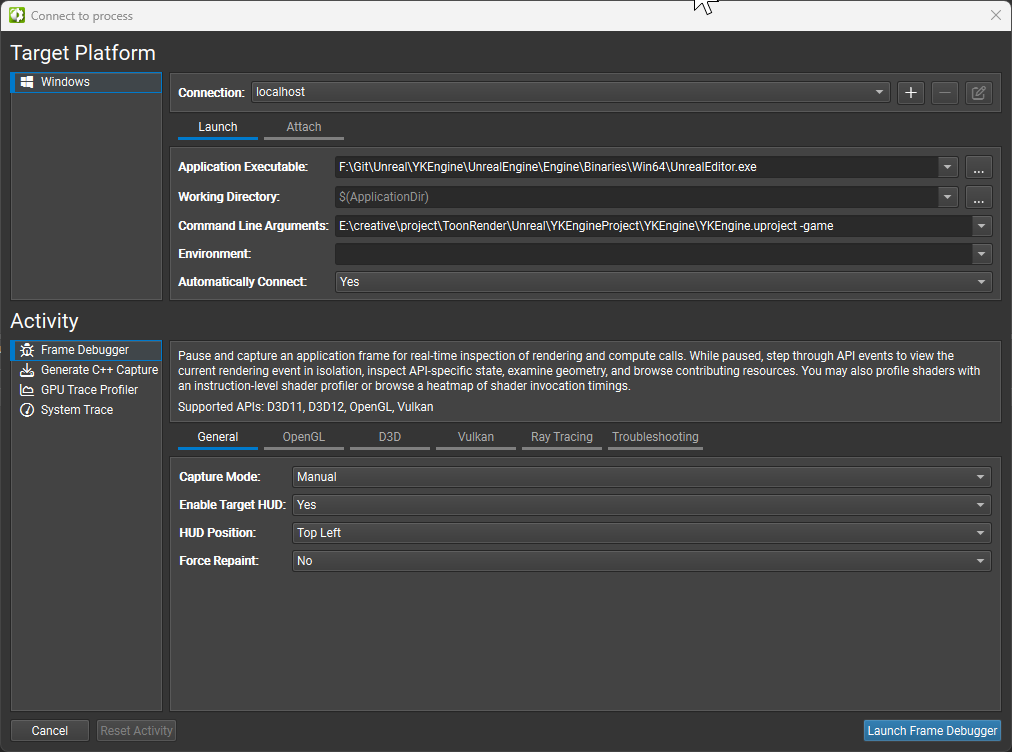 Connect to process
Target Platform
Windows
Connection: localhost
Launch Attach
Application Executable: F:\Git\Unreal\YKEngine\UnrealEngine\Engine\Binaries\Win64\UnrealEditor.exe ...
Working Directory: $(ApplicationDir) ...
Command Line Arguments: E:\creative\project\ToonRender\Unreal\YKEngineProject\YKEngine\YKEngine.uproject -game
Environment:
Automatically Connect: Yes
Activity
Frame Debugger
Generate C++ Capture
GPU Trace Profiler
System Trace
Pause and capture an application frame for real-time inspection of rendering and compute calls. While paused, step through API events to view the
current rendering event in isolation, inspect API-specific state, examine geometry, and browse contributing resources. You may also profile shaders with
an instruction-level shader profiler or browse a heatmap of shader invocation timings.
Supported APIs: D3D11, D3D12, OpenGL, Vulkan
General OpenGL D3D Vulkan Ray Tracing Troubleshooting
Capture Mode: Manual
Enable Target HUD: Yes
HUD Position: Top Left
Force Repaint: No
Cancel Reset Activity Launch Frame Debugger